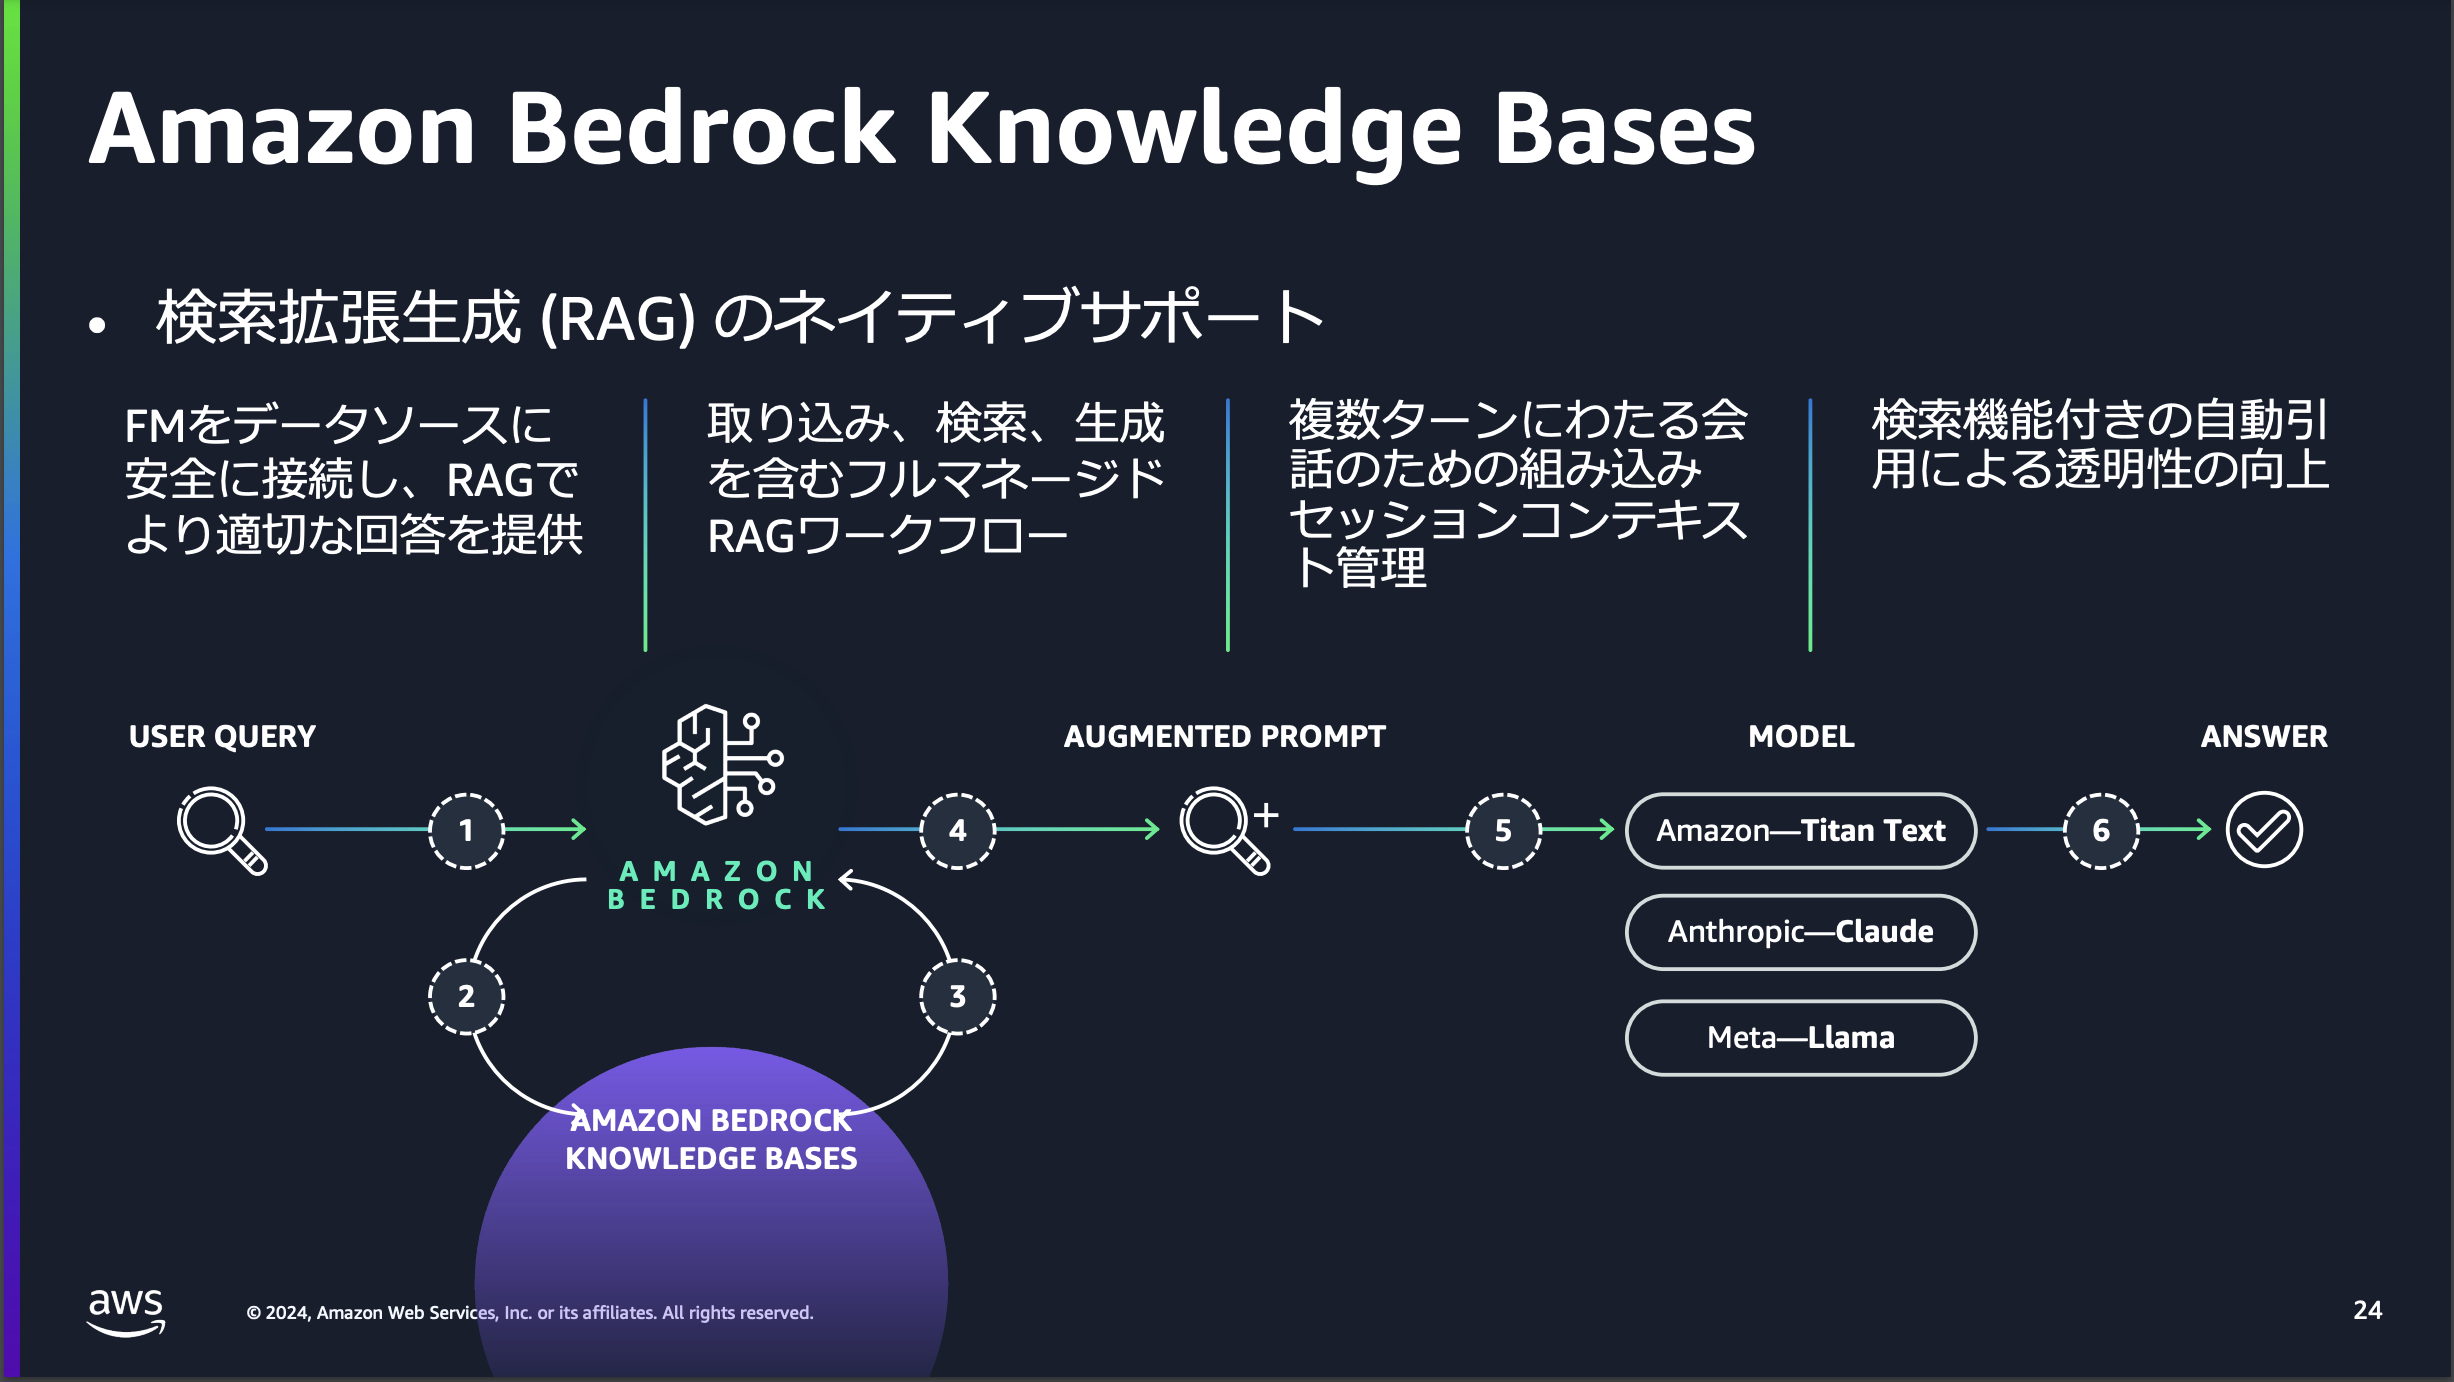 Amazon Bedrock Knowledge Bases
• 検索拡張生成 (RAG) のネイティブサポート
FMをデータソースに
安全に接続し、RAGで
より適切な回答を提供
取り込み、検索、生成
を含むフルマネージド
RAGワークフロー
複数ターンにわたる会
話のための組み込み
セッションコンテキス
ト管理
検索機能付きの自動引
用による透明性の向上
USER QUERY
1
AMAZON
BEDROCK
2
3
AMAZON BEDROCK
KNOWLEDGE BASES
4
AUGMENTED PROMPT
+
5
MODEL
Amazon—Titan Text
Anthropic—Claude
Meta—Llama
6
ANSWER
aws
© 2024, Amazon Web Services, Inc. or its affiliates. All rights reserved.
24